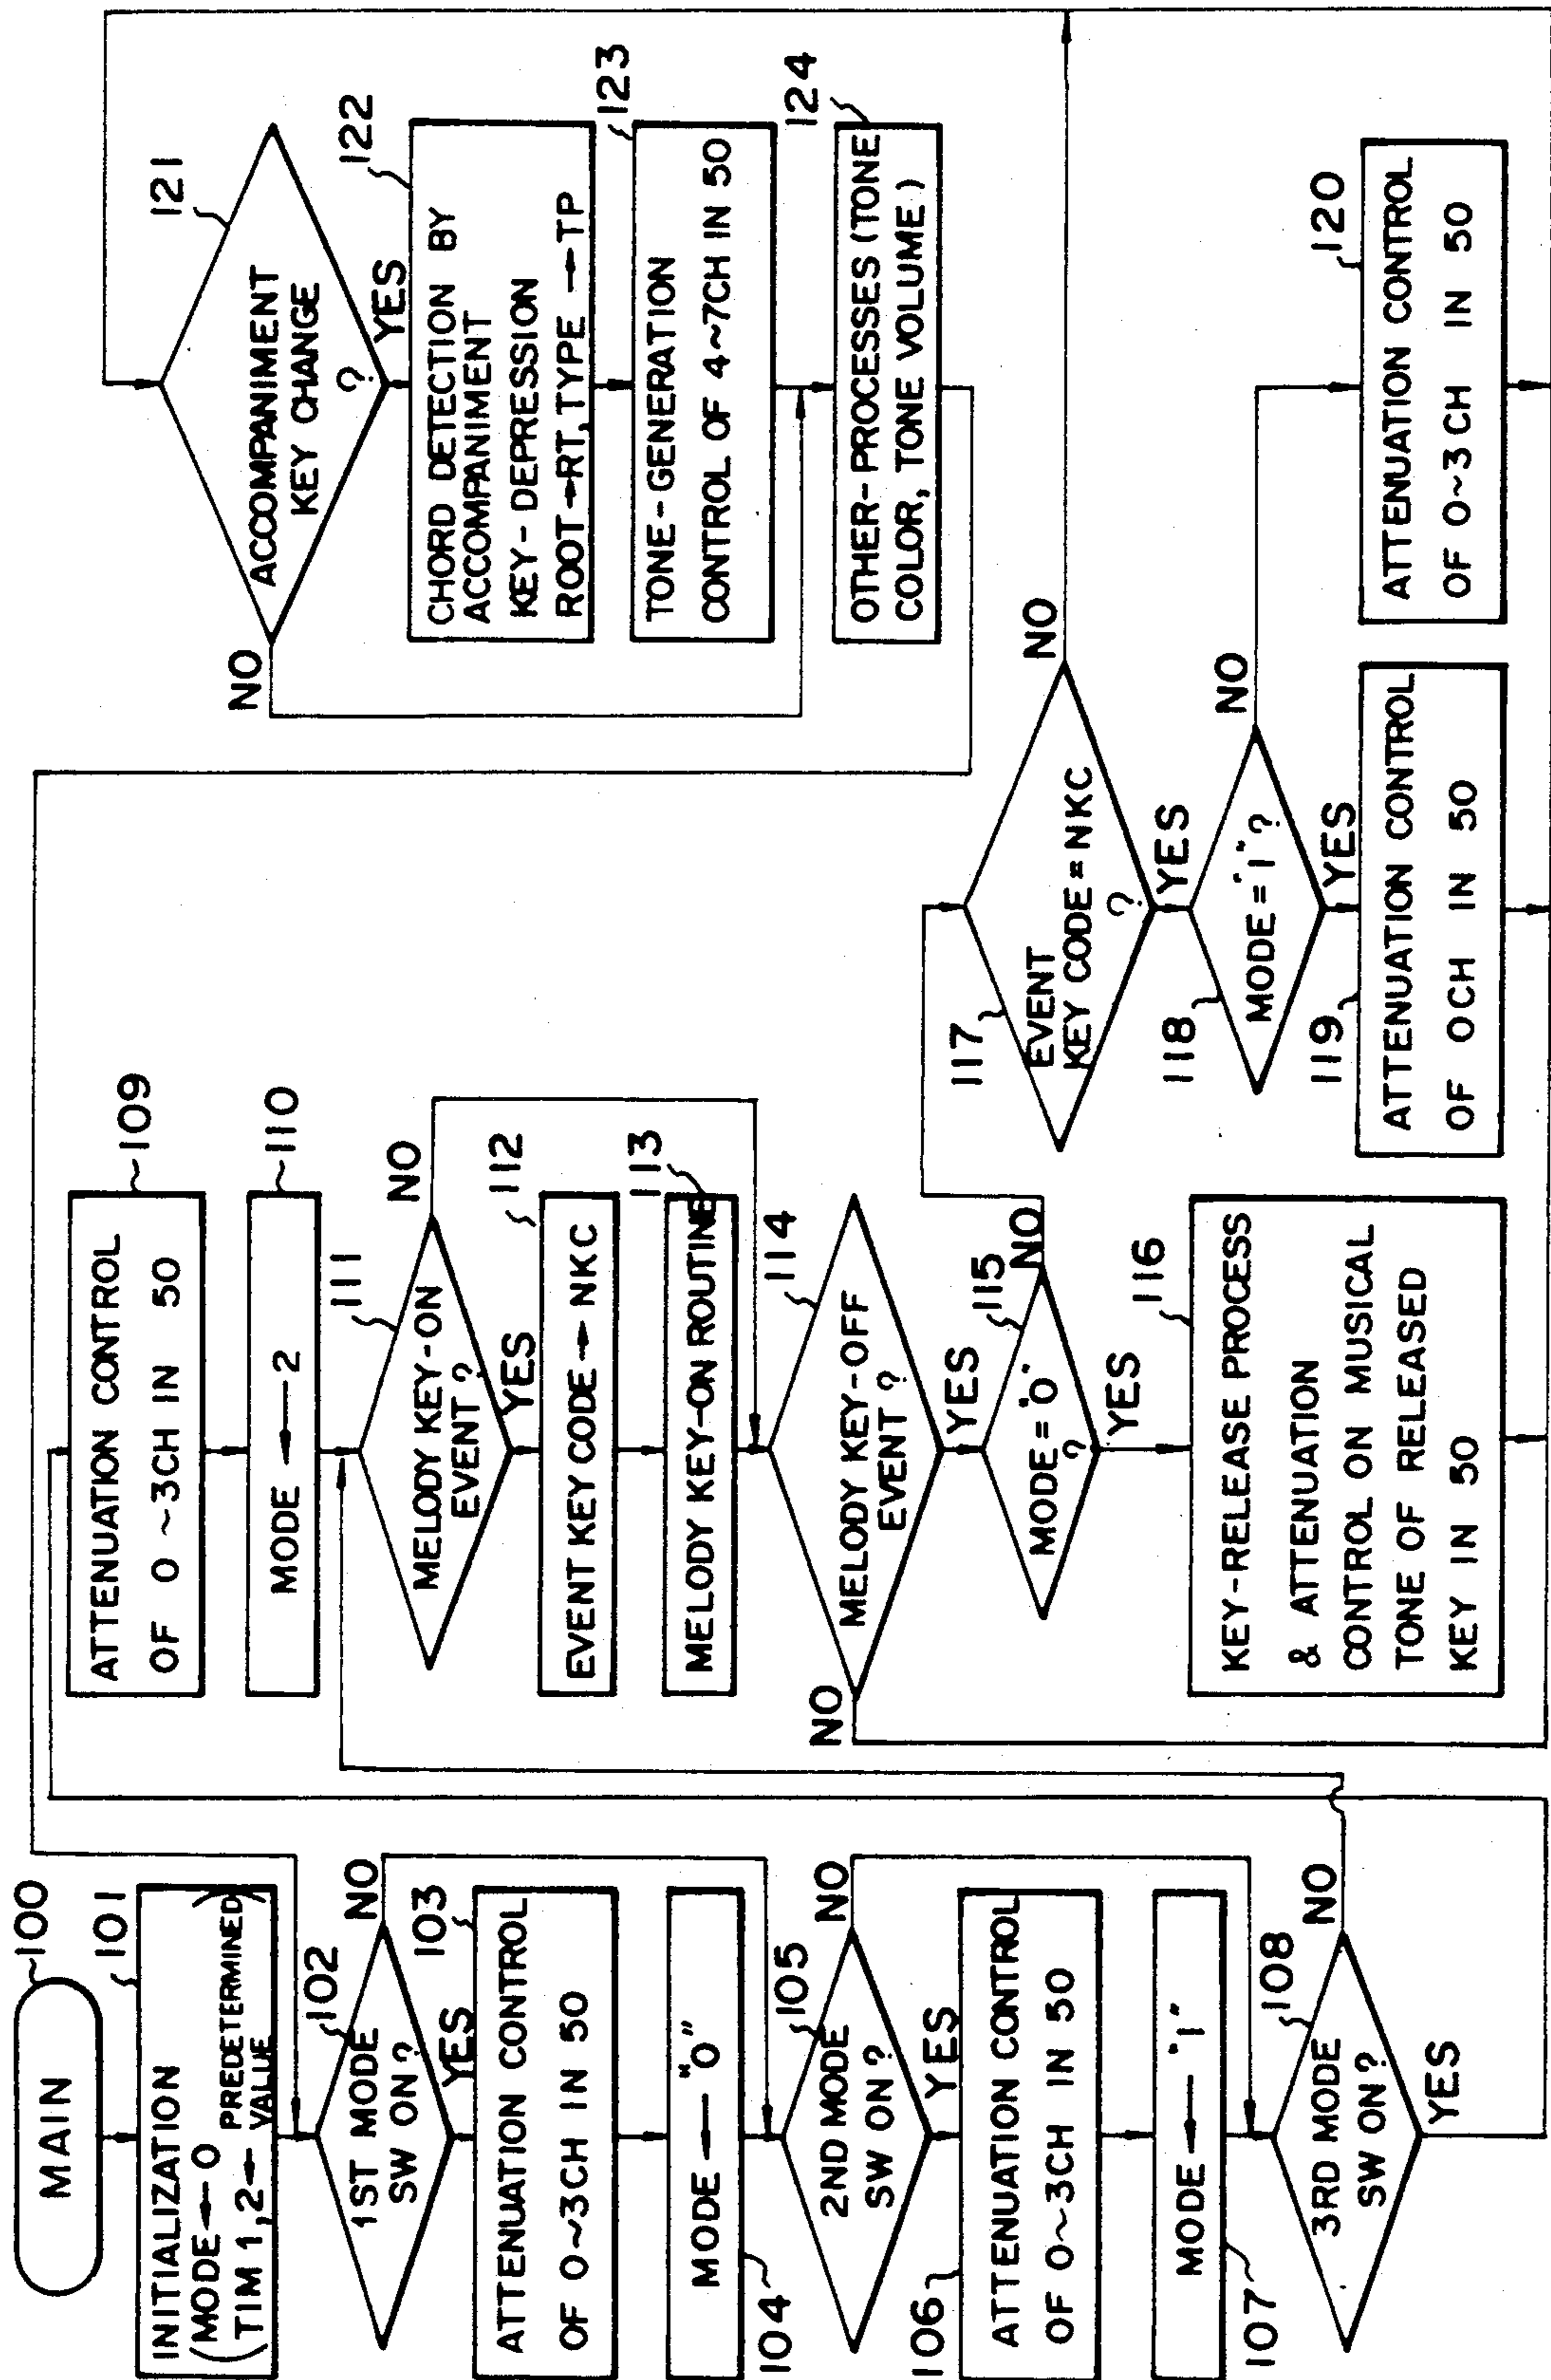 100
MAIN
101
INITIALIZATION
(MODE ← 0
TIM 1,2 ← PREDETERMINED
VALUE)
102
1ST MODE
SW ON?
NO
YES
103
ATTENUATION CONTROL
OF 0~3CH IN 50
104
MODE ← "0"
105
2ND MODE
SW ON?
NO
YES
106
ATTENUATION CONTROL
OF 0~3CH IN 50
107
MODE ← "1"
108
3RD MODE
SW ON?
NO
YES
109
ATTENUATION CONTROL
OF 0~3CH IN 50
110
MODE ← 2
111
MELODY KEY-ON
EVENT?
NO
YES
112
EVENT KEY CODE → NKC
113
MELODY KEY-ON ROUTINE
114
MELODY KEY-OFF
EVENT?
NO
YES
115
MODE = "0"
?
NO
YES
116
KEY-RELEASE PROCESS
& ATTENUATION
CONTROL ON MUSICAL
TONE OF RELEASED
KEY IN 50
117
EVENT
KEY CODE = NKC
?
NO
YES
118
MODE = "1"?
NO
YES
119
ATTENUATION CONTROL
OF 0CH IN 50
120
ATTENUATION CONTROL
OF 0~3CH IN 50
121
ACCOMPANIMENT
KEY CHANGE
?
NO
YES
122
CHORD DETECTION BY
ACCOMPANIMENT
KEY-DEPRESSION
ROOT→RT, TYPE→TP
123
TONE-GENERATION
CONTROL OF 4~7CH IN 50
124
OTHER-PROCESSES (TONE
COLOR, TONE VOLUME)